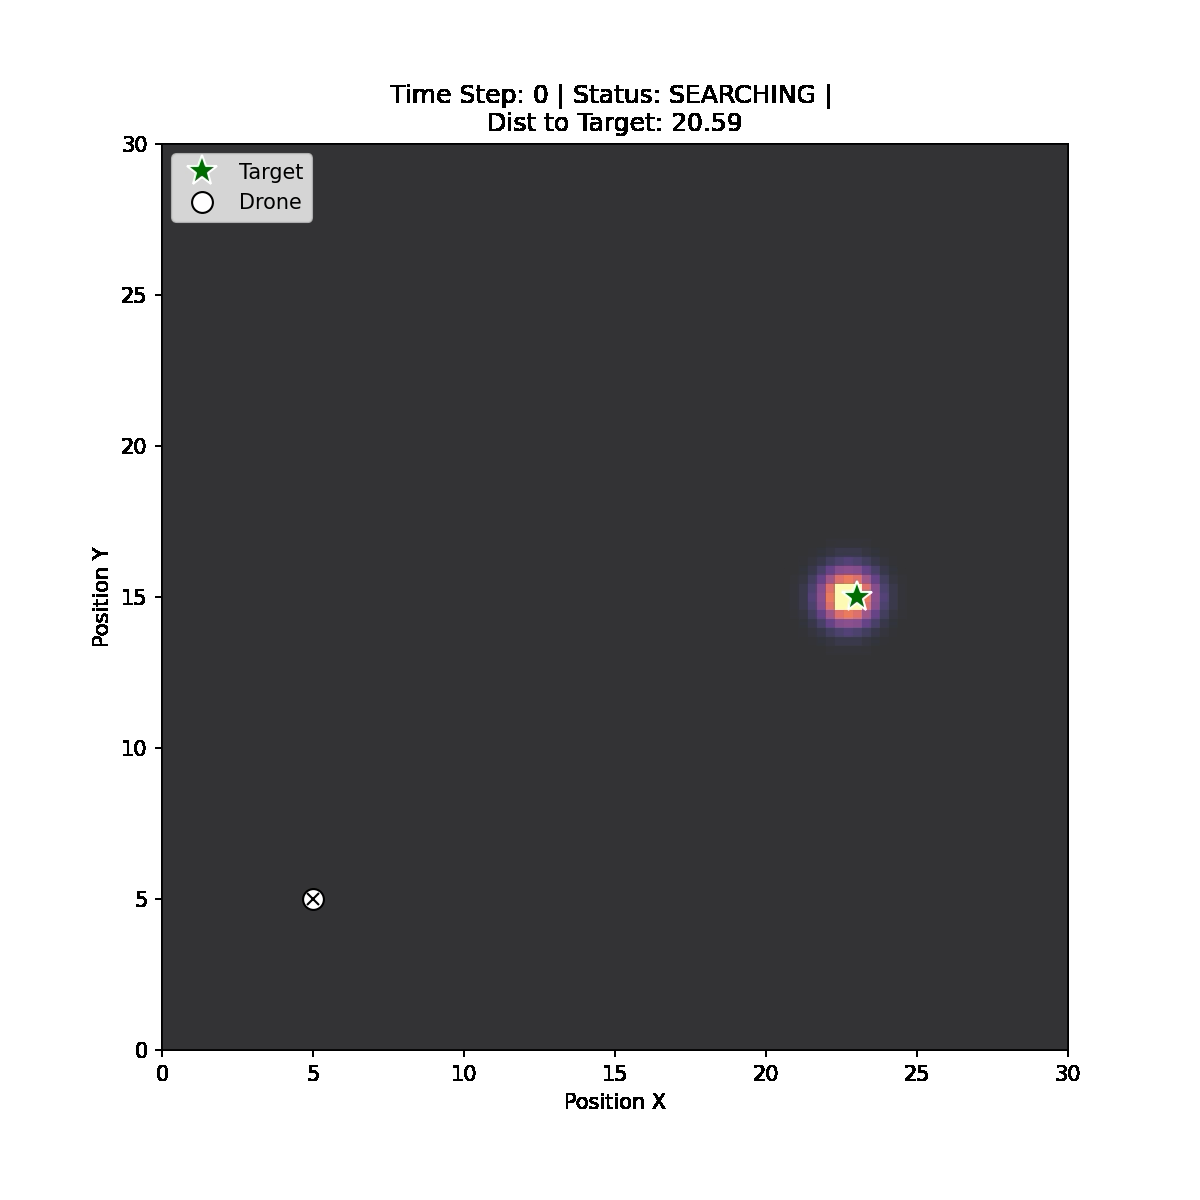 Time Step: 0 | Status: SEARCHING |
Dist to Target: 20.59
Target
Drone
30
25
20
15
10
5
0
Position Y
0 5 10 15 20 25 30
Position X